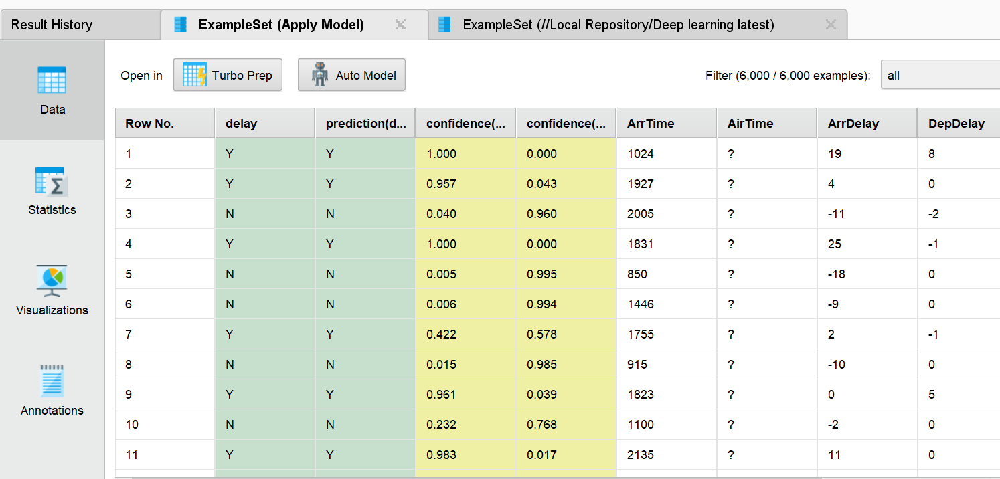 Result History ExampleSet (Apply Model) ExampleSet (//Local Repository/Deep learning latest)
Open in Turbo Prep Auto Model Filter (6,000 / 6,000 examples): all
Data
Statistics
Visualizations
Annotations
Row No. delay prediction(d... confidence(... confidence(... ArrTime AirTime ArrDelay DepDelay
1 Y Y 1.000 0.000 1024 ? 19 8
2 Y Y 0.957 0.043 1927 ? 4 0
3 N N 0.040 0.960 2005 ? -11 -2
4 Y Y 1.000 0.000 1831 ? 25 -1
5 N N 0.005 0.995 850 ? -18 0
6 N N 0.006 0.994 1446 ? -9 0
7 Y Y 0.422 0.578 1755 ? 2 -1
8 N N 0.015 0.985 915 ? -10 0
9 Y Y 0.961 0.039 1823 ? 0 5
10 N N 0.232 0.768 1100 ? -2 0
11 Y Y 0.983 0.017 2135 ? 11 0